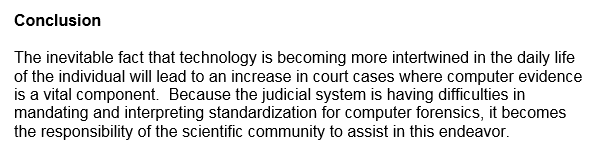 Conclusion
The inevitable fact that technology is becoming more intertwined in the daily life
of the individual will lead to an increase in court cases where computer evidence
is a vital component.  Because the judicial system is having difficulties in
mandating and interpreting standardization for computer forensics, it becomes
the responsibility of the scientific community to assist in this endeavor.